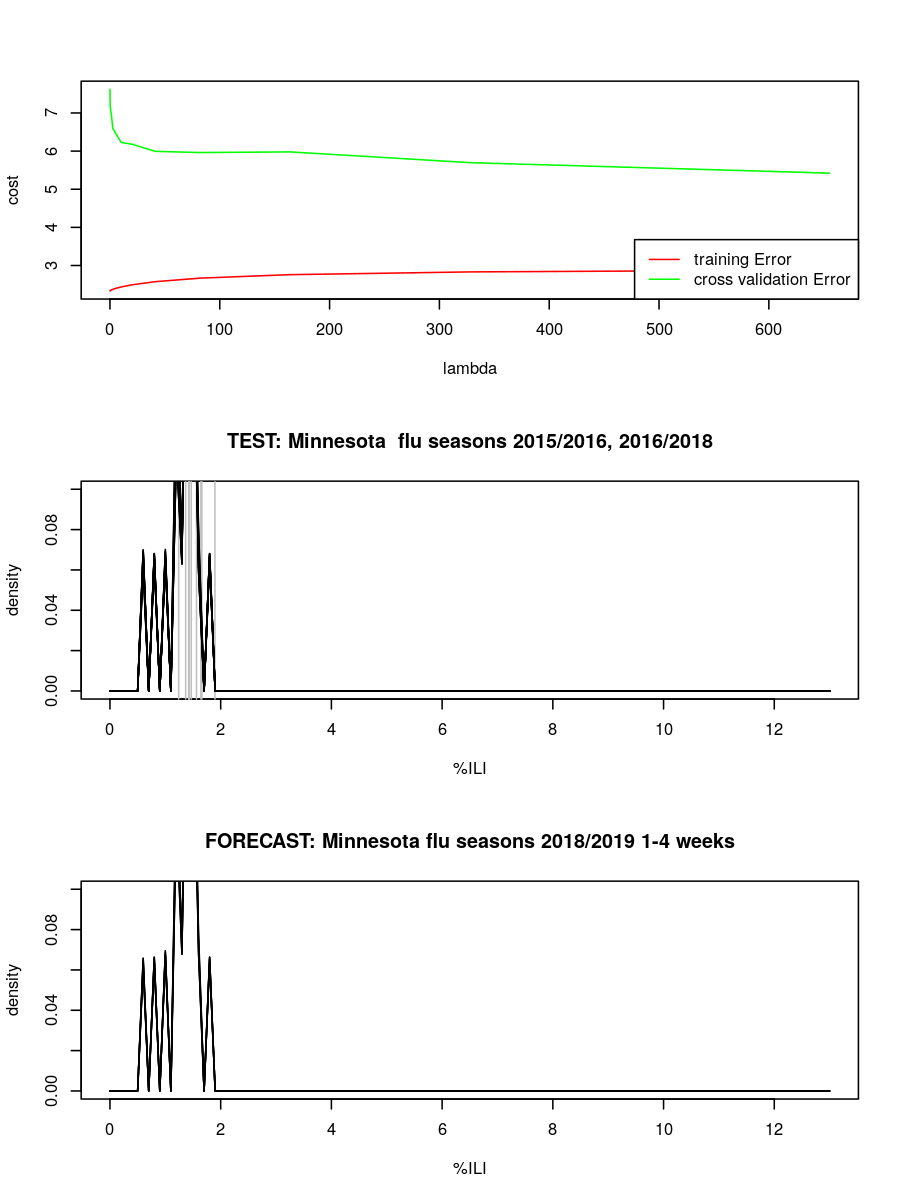 cost
7
6
5
4
3
training Error
cross validation Error
0 100 200 300 400 500 600
lambda
TEST: Minnesota  flu seasons 2015/2016, 2016/2018
density
0.08
0.04
0.00
0 2 4 6 8 10 12
%ILI
FORECAST: Minnesota flu seasons 2018/2019 1-4 weeks
density
0.08
0.04
0.00
0 2 4 6 8 10 12
%ILI